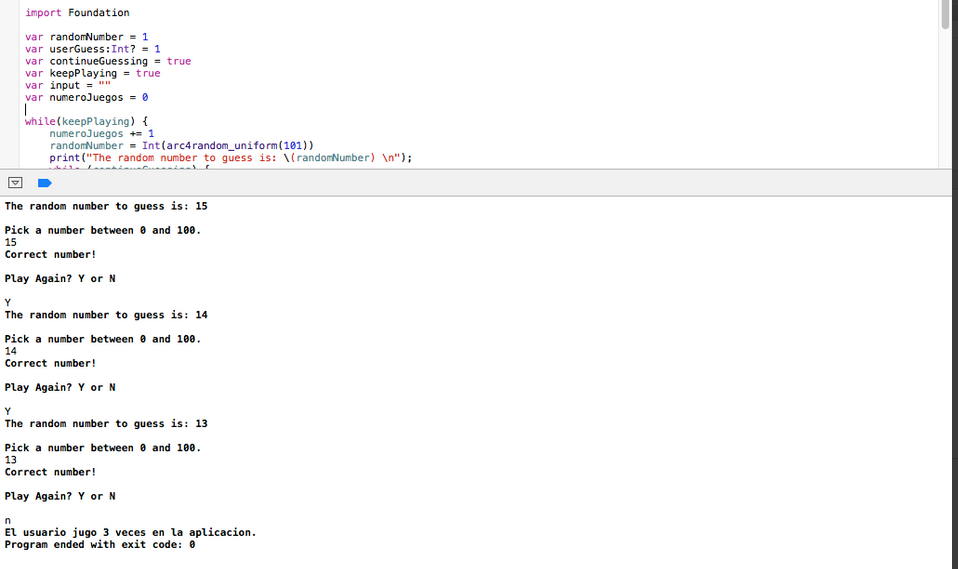 import Foundation
var randomNumber = 1
var userGuess:Int? = 1
var continueGuessing = true
var keepPlaying = true
var input = ""
var numeroJuegos = 0
while(keepPlaying) {
numeroJuegos += 1
randomNumber = Int(arc4random_uniform(101))
print("The random number to guess is: \(randomNumber) \n");
while (continueGuessing) {
The random number to guess is: 15
Pick a number between 0 and 100.
15
Correct number!
Play Again? Y or N
Y
The random number to guess is: 14
Pick a number between 0 and 100.
14
Correct number!
Play Again? Y or N
Y
The random number to guess is: 13
Pick a number between 0 and 100.
13
Correct number!
Play Again? Y or N
n
El usuario jugo 3 veces en la aplicacion.
Program ended with exit code: 0